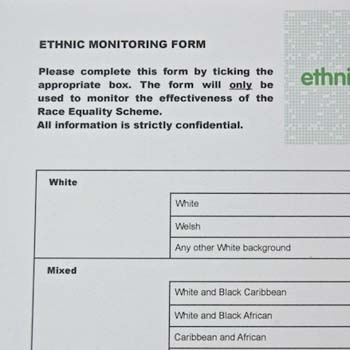 ETHNIC MONITORING FORM
ethni
Please complete this form by ticking the
appropriate box. The form will only be
used to monitor the effectiveness of the
Race Equality Scheme.
All information is strictly confidential.
White
White
Welsh
Any other White background
Mixed
White and Black Caribbean
White and Black African
Caribbean and African